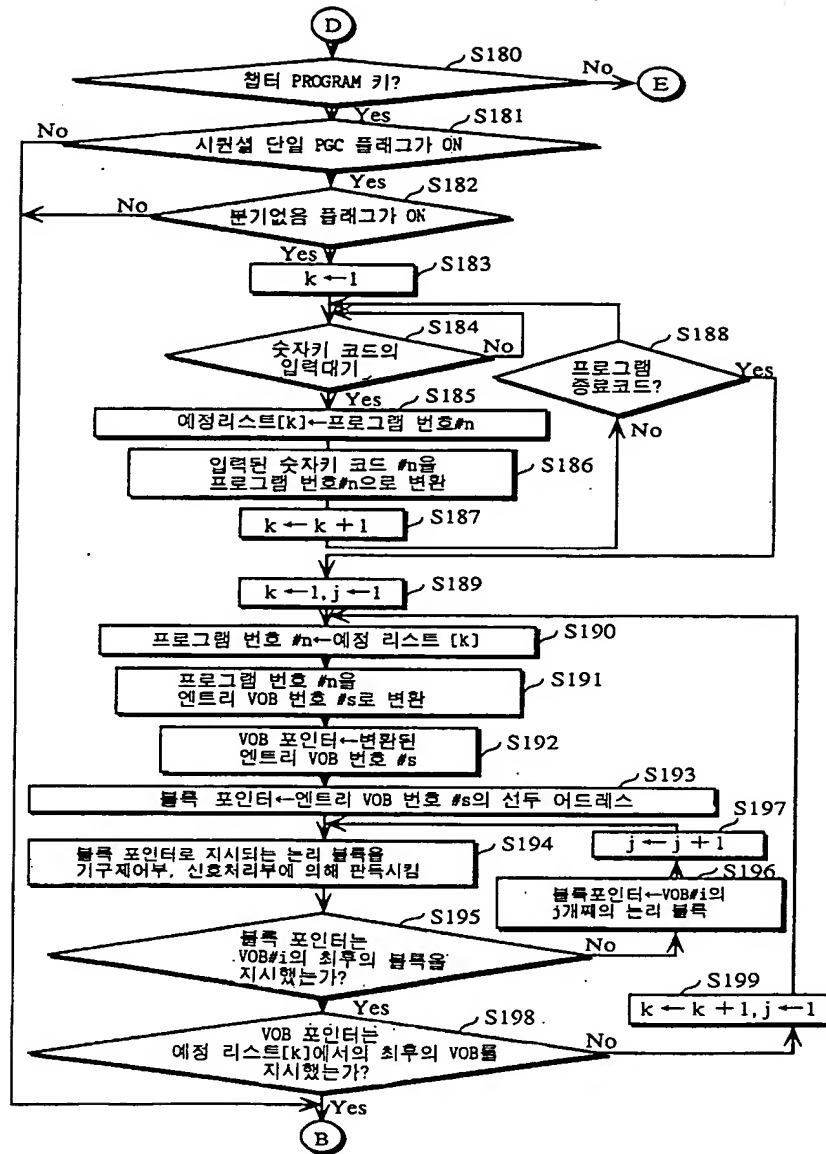 D
S180
챕터 PROGRAM 키?
No
E
Yes
S181
No
시퀀셜 단일 PGC 플래그가 ON
Yes
S182
No
분기없음 플래그가 ON
Yes
S183
k ← 1
S184
숫자키 코드의
입력대기
No
S188
프로그램
종료코드?
Yes
No
Yes
S185
예정리스트[k]←프로그램 번호#n
S186
입력된 숫자키 코드 #n을
프로그램 번호#n으로 변환
S187
k ← k + 1
S189
k ← 1, j ← 1
S190
프로그램 번호 #n←예정 리스트 [k]
S191
프로그램 번호 #n을
엔트리 VOB 번호 #s로 변환
S192
VOB 포인터←변환된
엔트리 VOB 번호 #s
S193
블록 포인터←엔트리 VOB 번호 #s의 선두 어드레스
S197
j ← j + 1
S194
블록 포인터로 지시되는 논리 블록을
기구제어부, 신호처리부에 의해 판독시킴
S196
블록포인터←VOB#i의
j개째의 논리 블록
S195
블록 포인터는
VOB#i의 최후의 블록을
지시했는가?
No
Yes
S199
k ← k + 1, j ← 1
S198
VOB 포인터는
예정 리스트[k]에서의 최후의 VOB를
지시했는가?
No
Yes
B